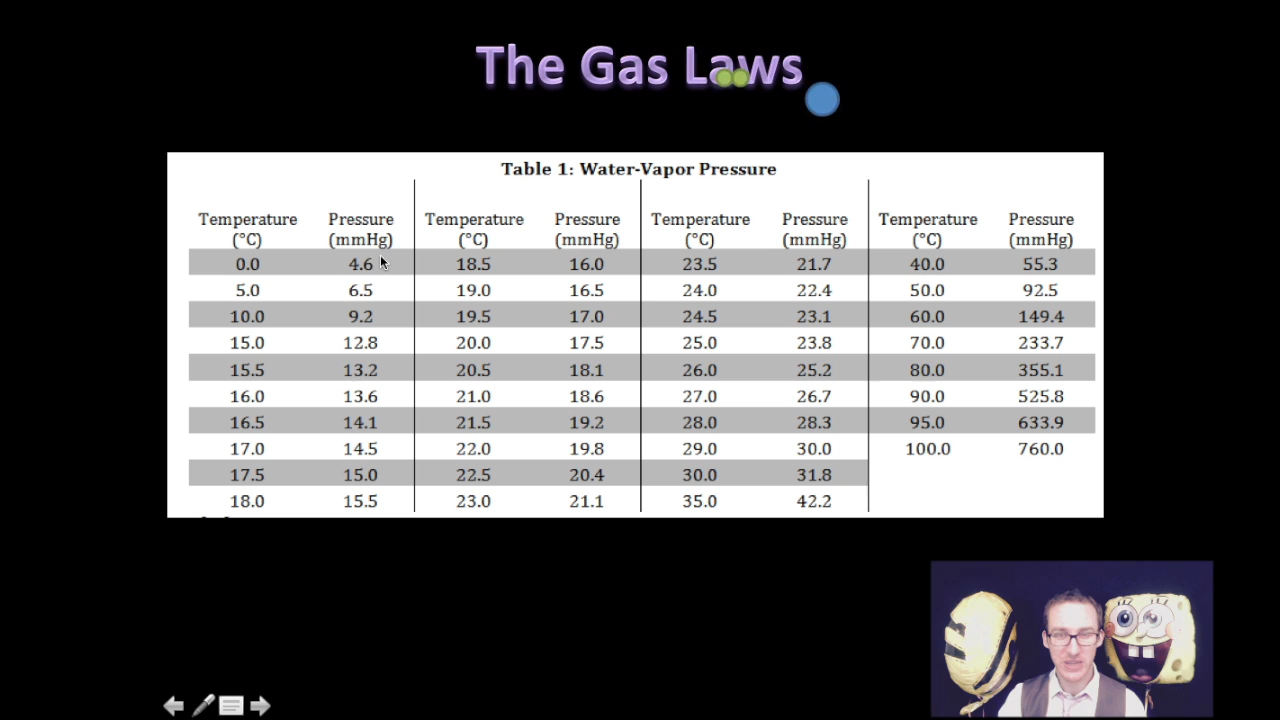 The Gas Laws
Table 1: Water-Vapor Pressure
Temperature (°C) Pressure (mmHg) Temperature (°C) Pressure (mmHg) Temperature (°C) Pressure (mmHg) Temperature (°C) Pressure (mmHg)
0.0 4.6 18.5 16.0 23.5 21.7 40.0 55.3
5.0 6.5 19.0 16.5 24.0 22.4 50.0 92.5
10.0 9.2 19.5 17.0 24.5 23.1 60.0 149.4
15.0 12.8 20.0 17.5 25.0 23.8 70.0 233.7
15.5 13.2 20.5 18.1 26.0 25.2 80.0 355.1
16.0 13.6 21.0 18.6 27.0 26.7 90.0 525.8
16.5 14.1 21.5 19.2 28.0 28.3 95.0 633.9
17.0 14.5 22.0 19.8 29.0 30.0 100.0 760.0
17.5 15.0 22.5 20.4 30.0 31.8
18.0 15.5 23.0 21.1 35.0 42.2